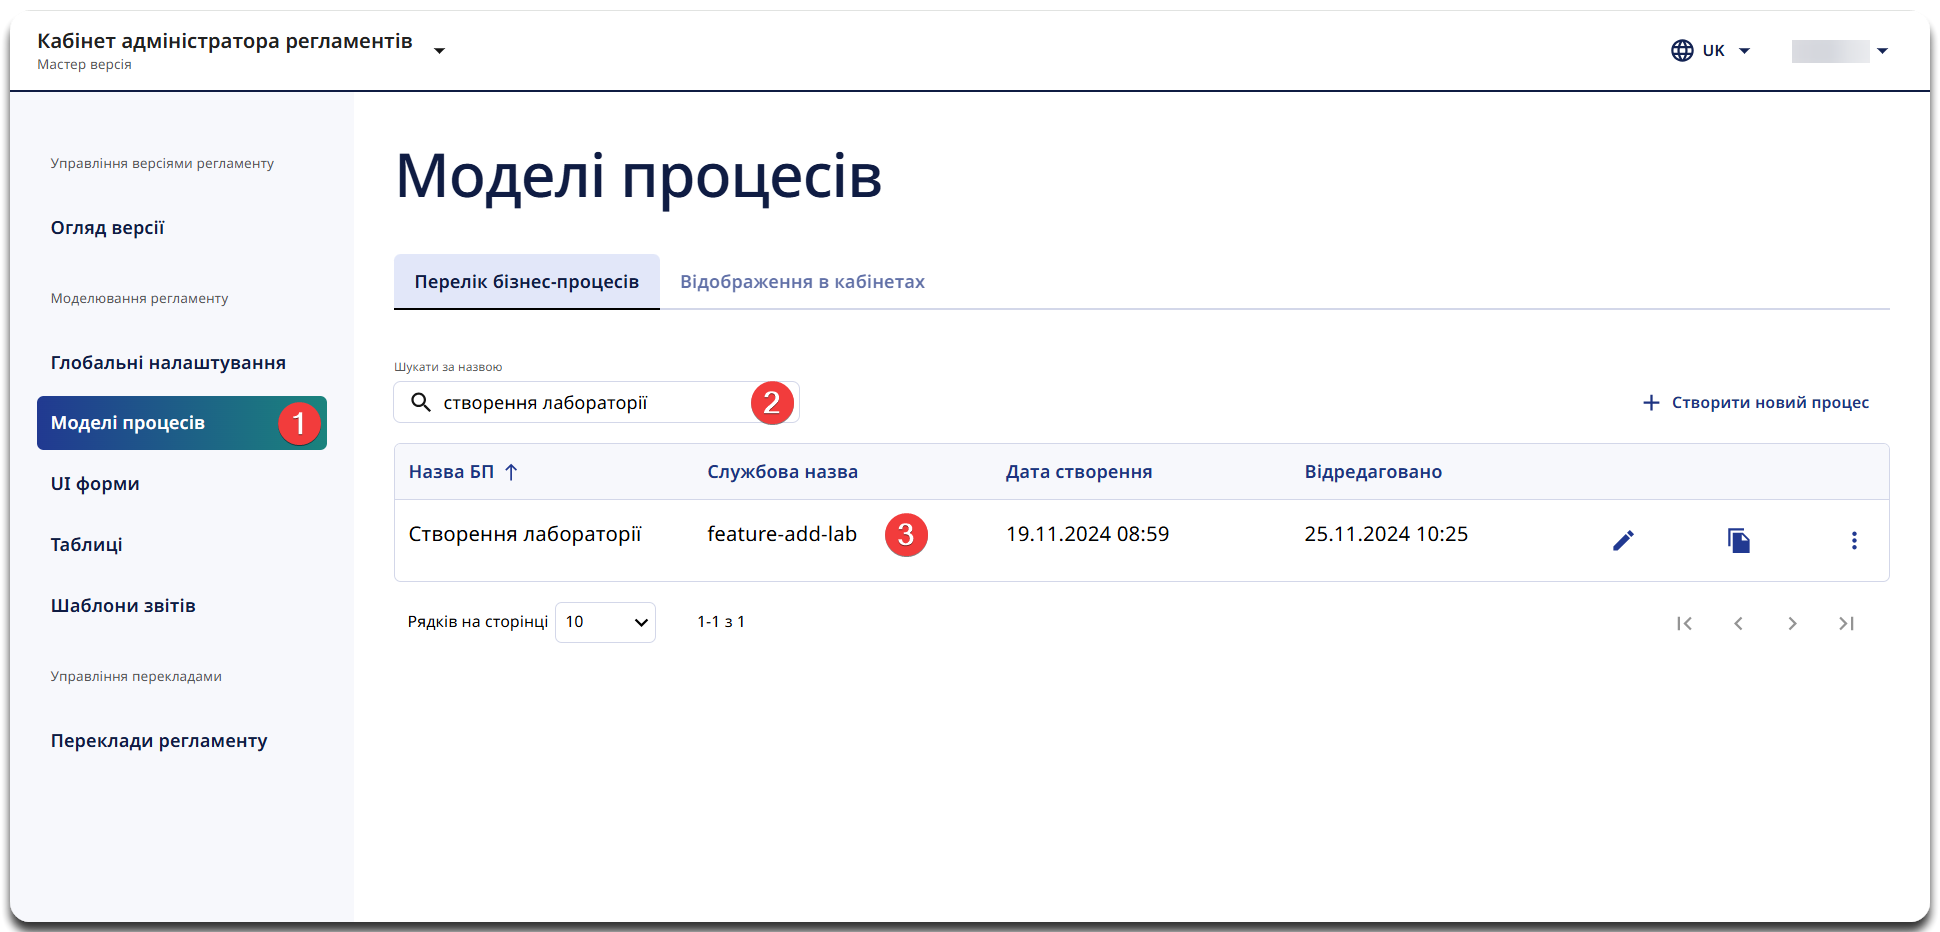 Кабінет адміністратора регламентів
Мастер версія
UK
Управління версіями регламенту
Огляд версії
Моделювання регламенту
Глобальні налаштування
Моделі процесів 1
UI форми
Таблиці
Шаблони звітів
Управління перекладами
Переклади регламенту
Моделі процесів
Перелік бізнес-процесів Відображення в кабінетах
Шукати за назвою
створення лабораторії 2
Створити новий процес
Назва БП Службова назва Дата створення Відредаговано
Створення лабораторії feature-add-lab 3 19.11.2024 08:59 25.11.2024 10:25
Рядків на сторінці 10 1-1 з 1